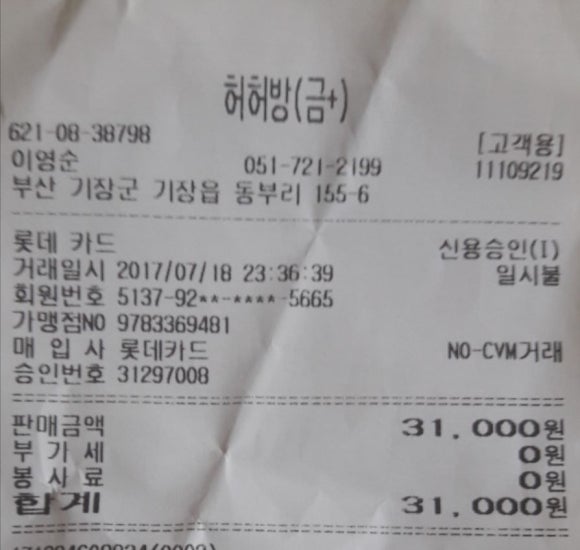 허허방(금+)
621-08-38798 [고객용]
이영순 051-721-2199 11109219
부산 기장군 기장읍 동부리 155-6
롯데 카드 신용승인(I)
거래일시 2017/07/18 23:36:39 일시불
회원번호 5137-92**-****-5665
가맹점NO 9783369481
매 입 사 롯데카드 NO-CVM거래
승인번호 31297008
판매금액 31,000원
부 가 세 0원
봉 사 료 0원
합계 31,000원